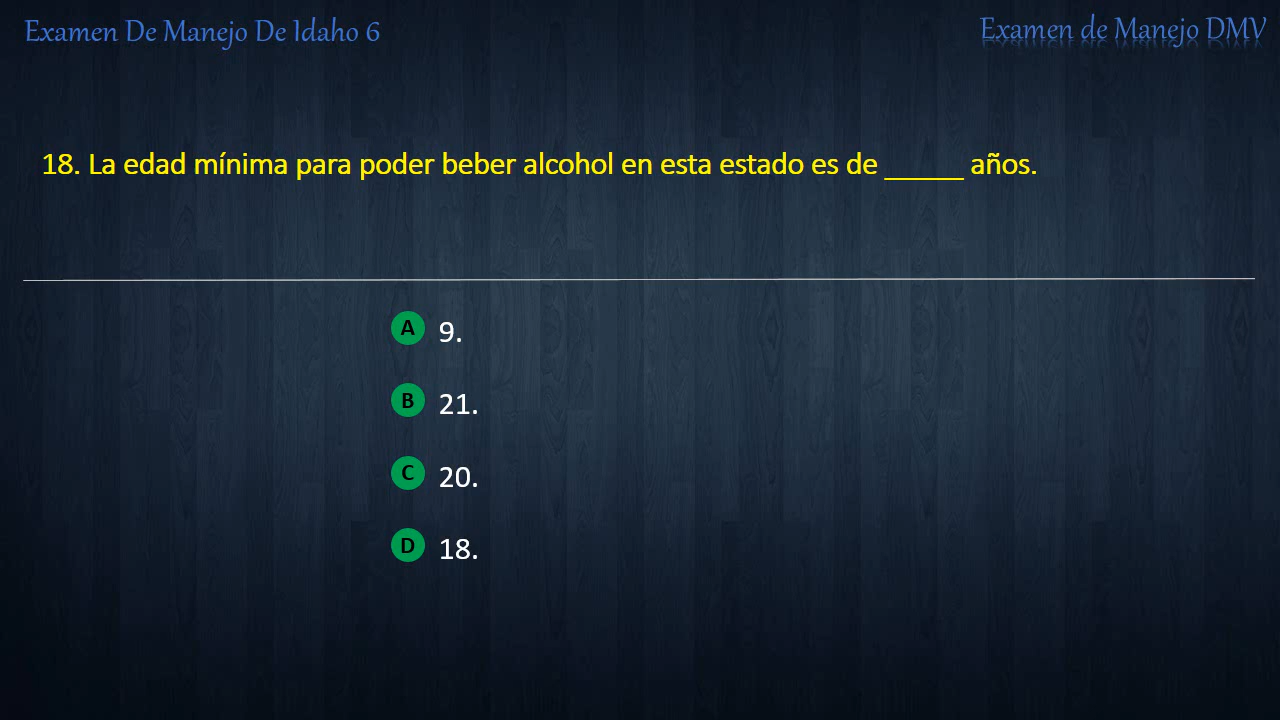 Examen De Manejo De Idaho 6
Examen de Manejo DMV
18. La edad mínima para poder beber alcohol en esta estado es de _____ años.
A 9.
B 21.
C 20.
D 18.